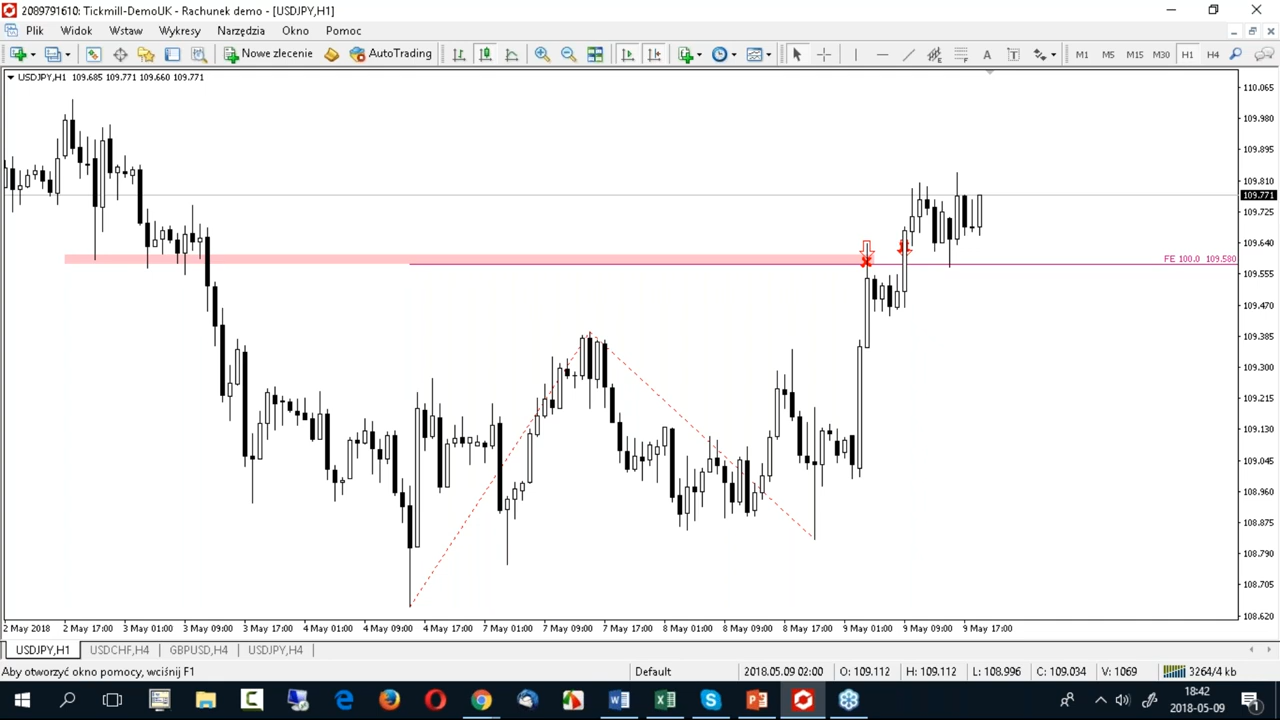 2089791610: Tickmill-DemoUK - Rachunek demo - [USDJPY,H1]
Plik Widok Wstaw Wykresy Narzędzia Okno Pomoc
Nowe zlecenie AutoTrading A T M1 M5 M15 M30 H1 H4
USDJPY,H1 109.685 109.771 109.660 109.771
110.065
109.980
109.895
109.810
109.771
109.725
109.640
FE 100.0 109.580
109.555
109.470
109.385
109.300
109.215
109.130
109.045
108.960
108.875
108.790
108.705
108.620
2 May 2018 2 May 17:00 3 May 01:00 3 May 09:00 3 May 17:00 4 May 01:00 4 May 09:00 4 May 17:00 7 May 01:00 7 May 09:00 7 May 17:00 8 May 01:00 8 May 09:00 8 May 17:00 9 May 01:00 9 May 09:00 9 May 17:00
USDJPY,H1 USDCHF,H4 GBPUSD,H4 USDJPY,H4
Aby otworzyć okno pomocy, wciśnij F1 Default 2018.05.09 02:00 O: 109.112 H: 109.112 L: 108.996 C: 109.034 V: 1069 3264/4 kb
18:42
2018-05-09